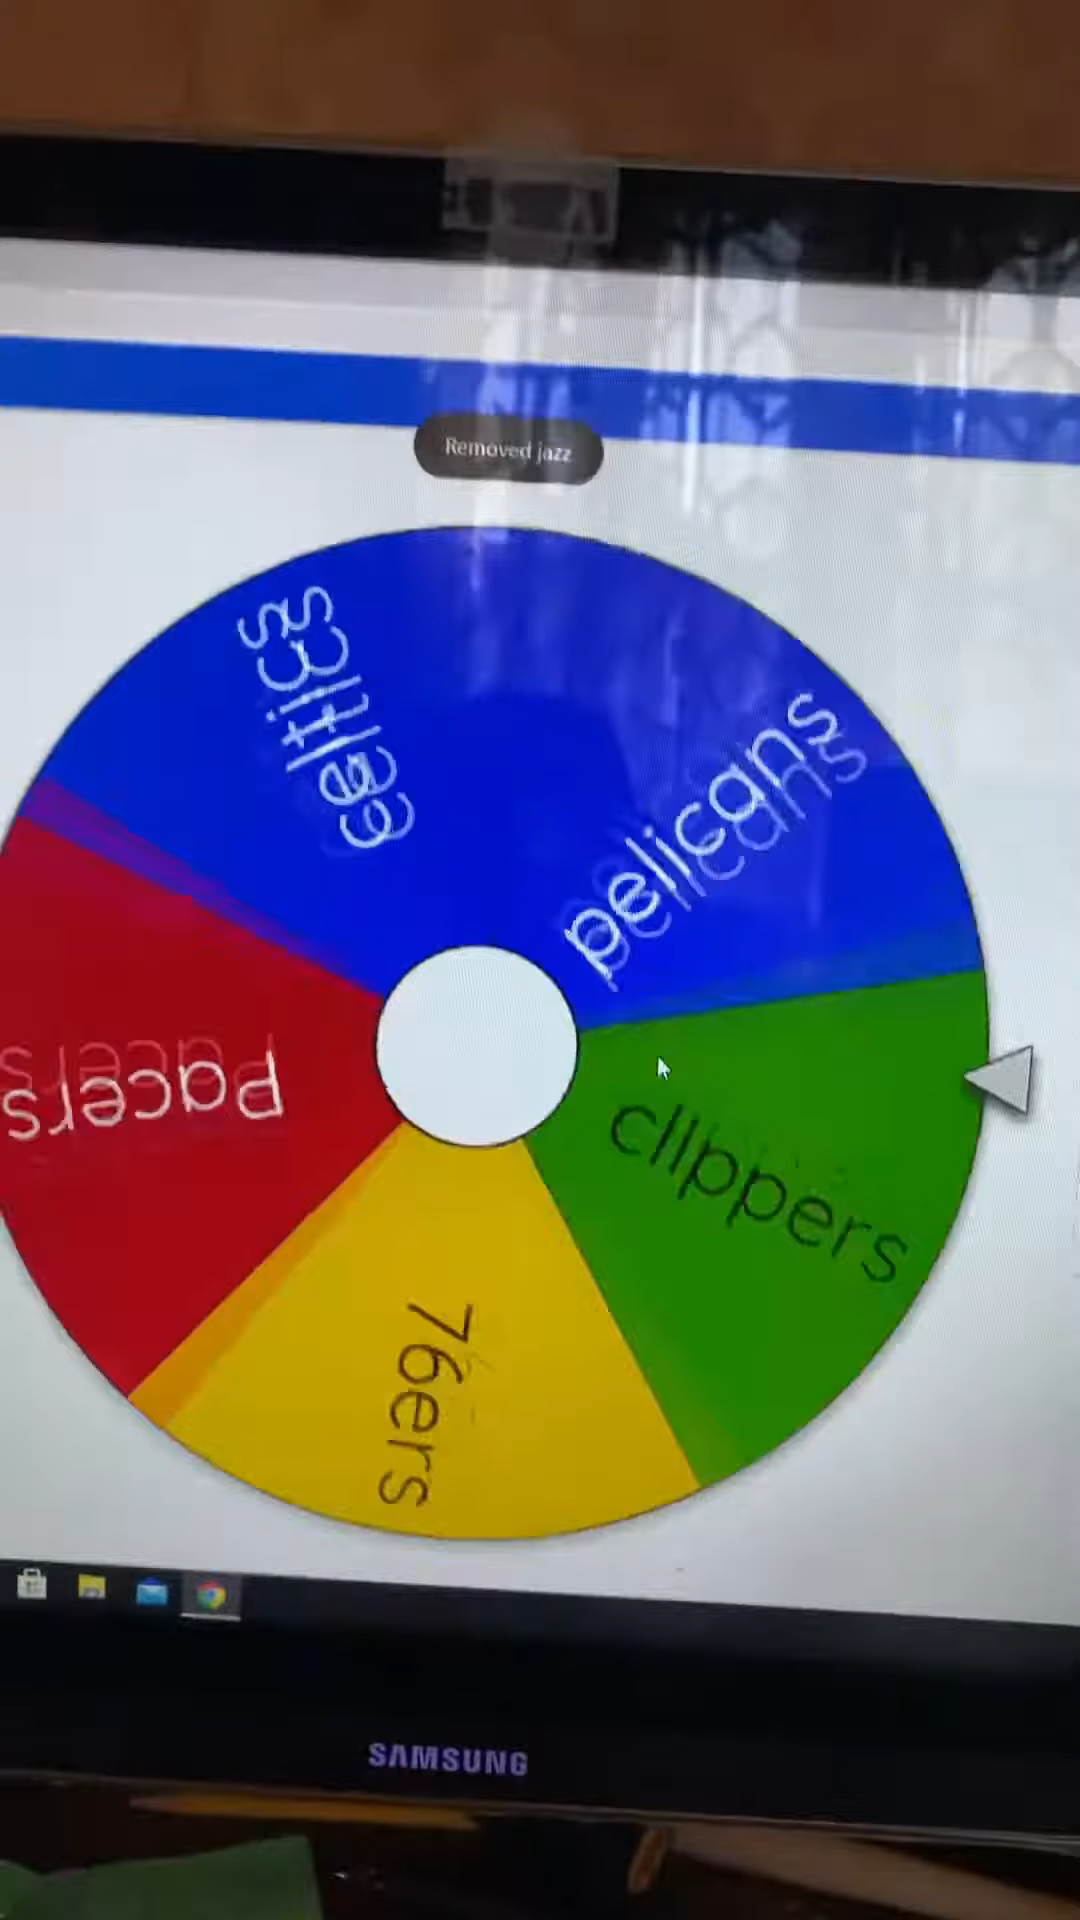 Removed jazz
celtics
pelicans
Pacers
clippers
76ers
SAMSUNG